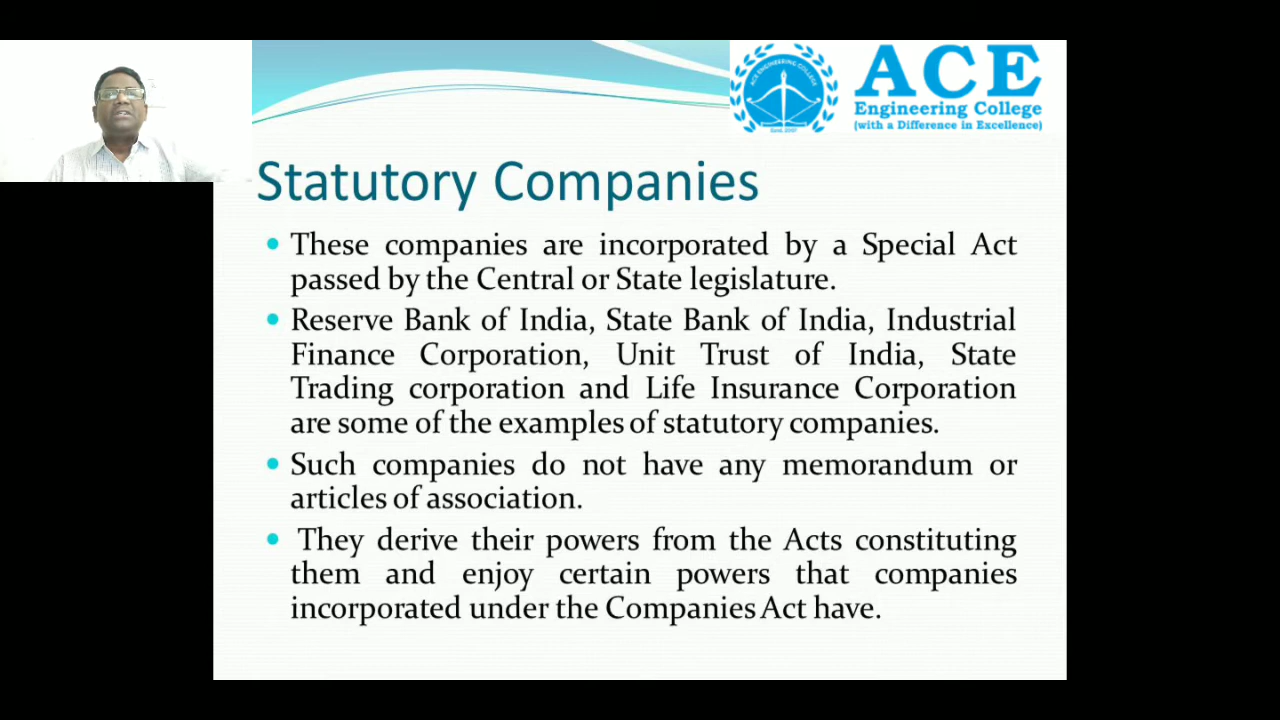 ACE ENGINEERING COLLEGE
ACE
Engineering College
(with a Difference in Excellence)
Statutory Companies
• These companies are incorporated by a Special Act
passed by the Central or State legislature.
• Reserve Bank of India, State Bank of India, Industrial
Finance Corporation, Unit Trust of India, State
Trading corporation and Life Insurance Corporation
are some of the examples of statutory companies.
• Such companies do not have any memorandum or
articles of association.
• They derive their powers from the Acts constituting
them and enjoy certain powers that companies
incorporated under the Companies Act have.